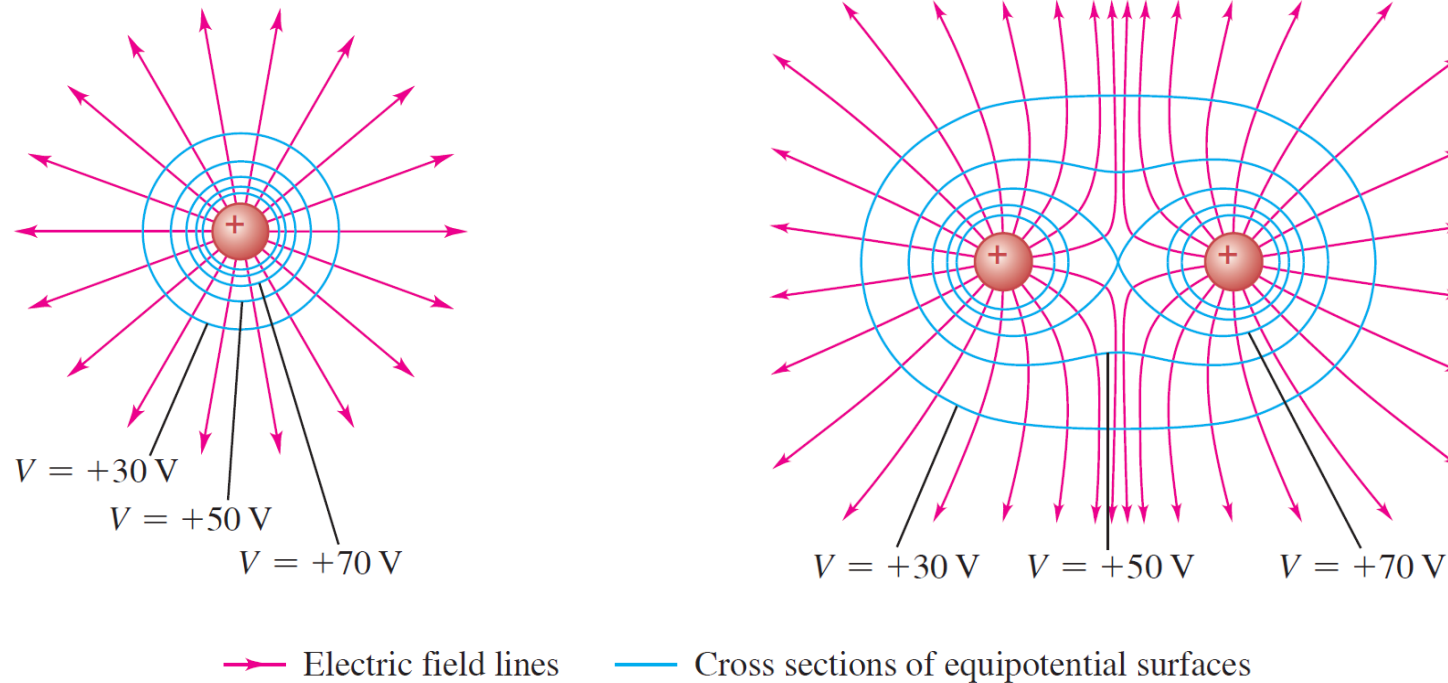 +
V = +30 V
V = +50 V
V = +70 V
+
+
V = +30 V
V = +50 V
V = +70 V
Electric field lines
Cross sections of equipotential surfaces